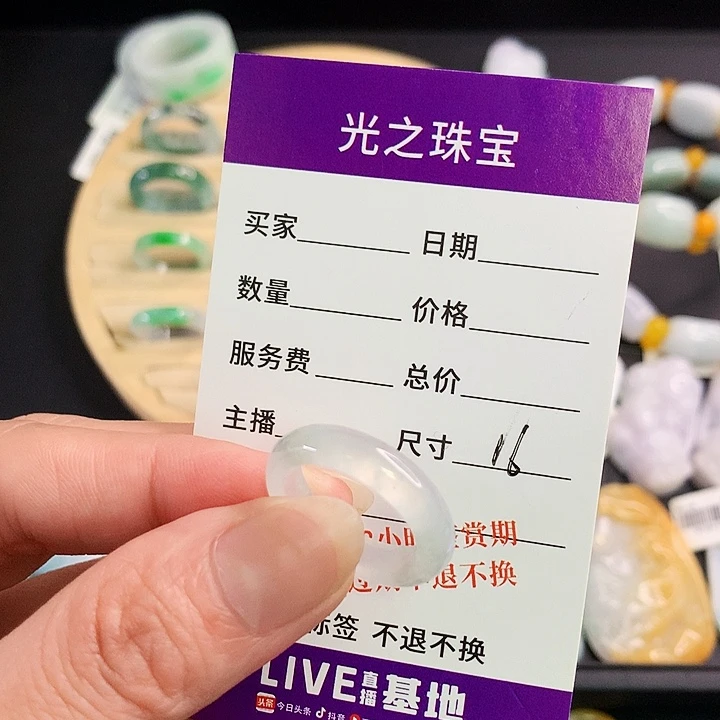 光之珠宝
买家 日期
数量 价格
服务费 总价
主播 尺寸 16
小时 赏期
退不换
标签 不退不换
LIVE直播基地
头条 今日头条 抖音